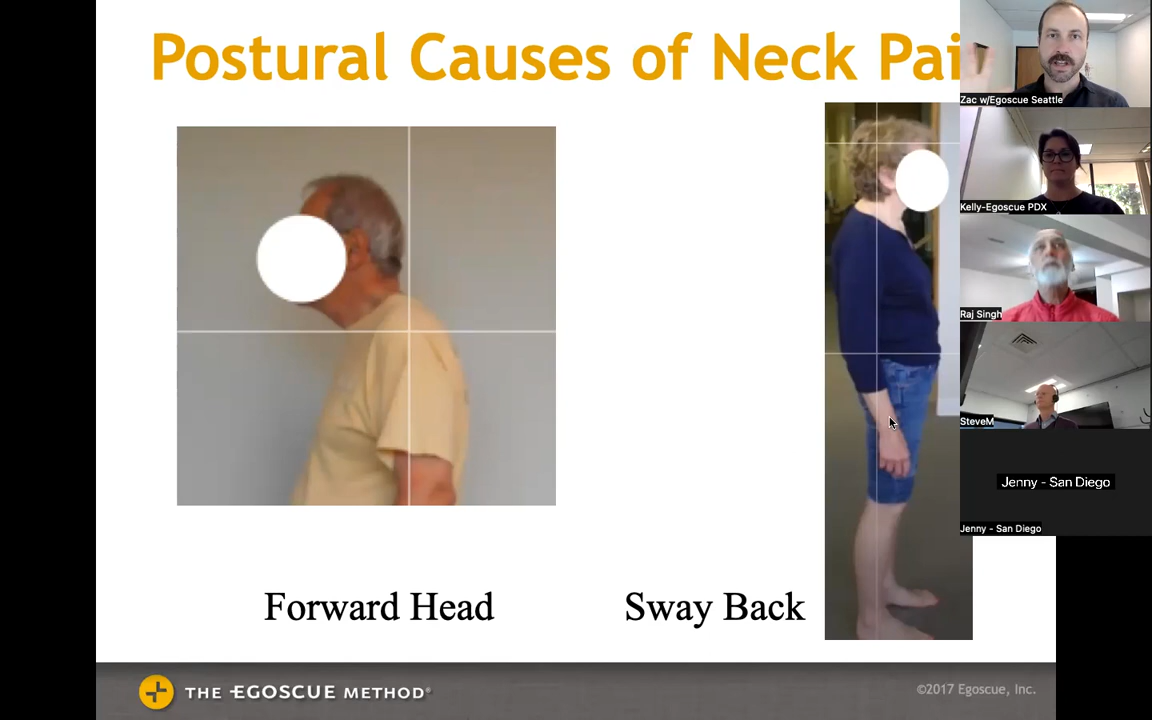 Postural Causes of Neck Pai
Zac w/Egoscue Seattle
Kelly-Egoscue PDX
Raj Singh
SteveM
Jenny - San Diego
Jenny - San Diego
Forward Head
Sway Back
THE EGOSCUE METHOD®
©2017 Egoscue, Inc.